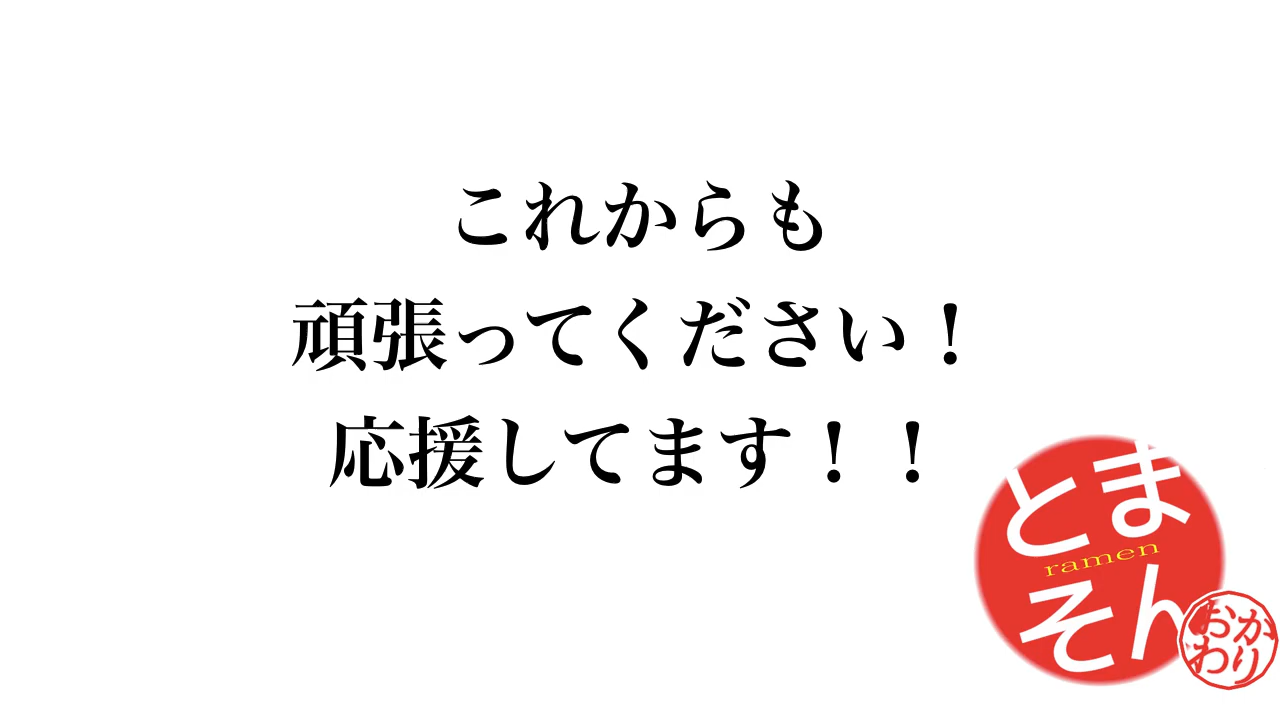 これからも
頑張ってください！
応援してます！！
とま
ramen
そん
おか
わり